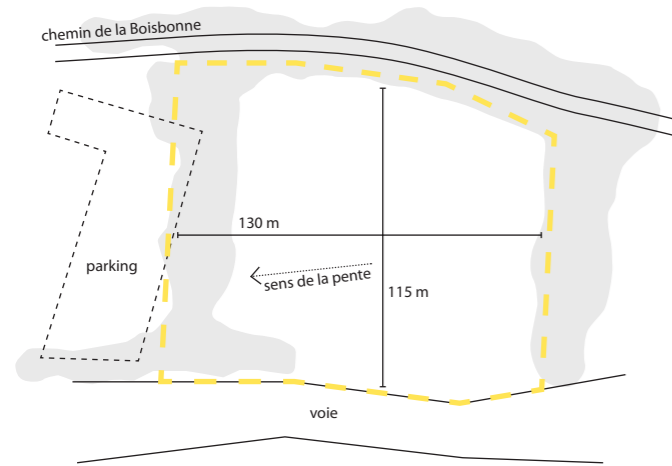 chemin de la Boisbonne
130 m
parking
sens de la pente
115 m
voie